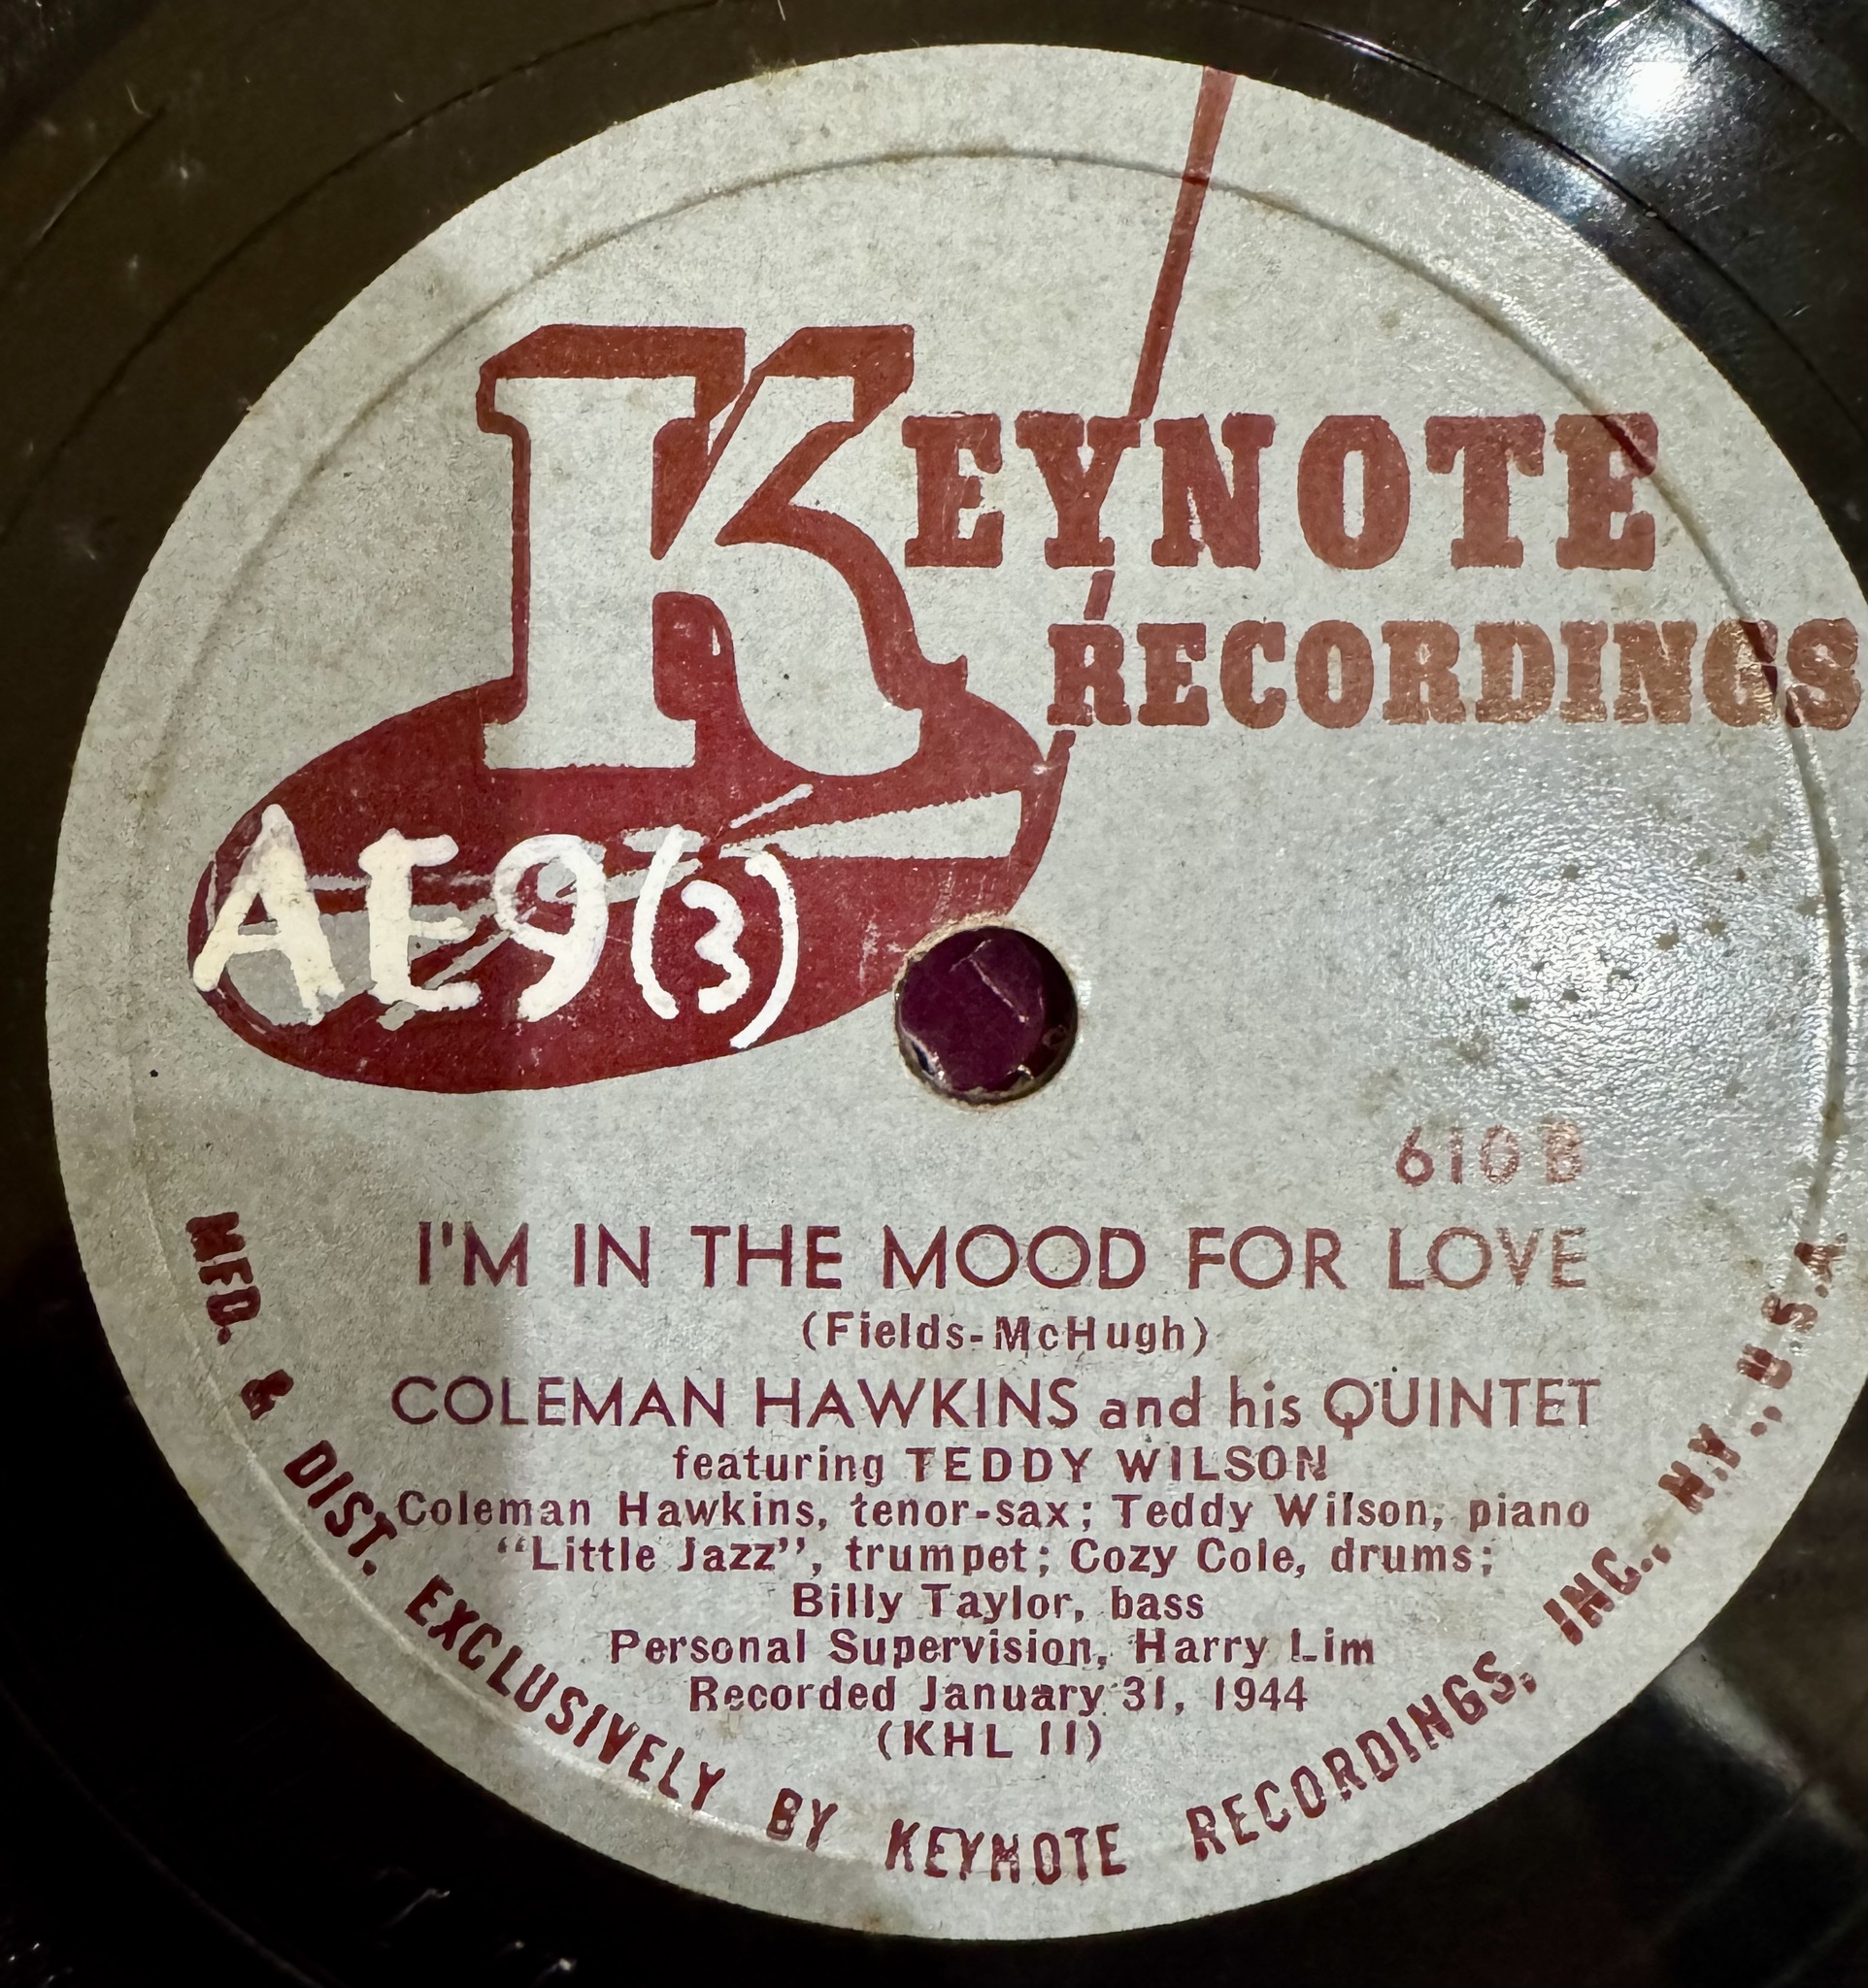 KEYNOTE
RECORDINGS
AE9(3)
610 B
I'M IN THE MOOD FOR LOVE
(Fields-McHugh)
COLEMAN HAWKINS and his QUINTET
featuring TEDDY WILSON
Coleman Hawkins, tenor-sax; Teddy Wilson, piano
“Little Jazz”, trumpet; Cozy Cole, drums;
Billy Taylor, bass
Personal Supervision, Harry Lim
Recorded January 31, 1944
(KHL 11)
MFD. & DIST. EXCLUSIVELY BY KEYNOTE RECORDINGS, INC., N.Y., U.S.A.